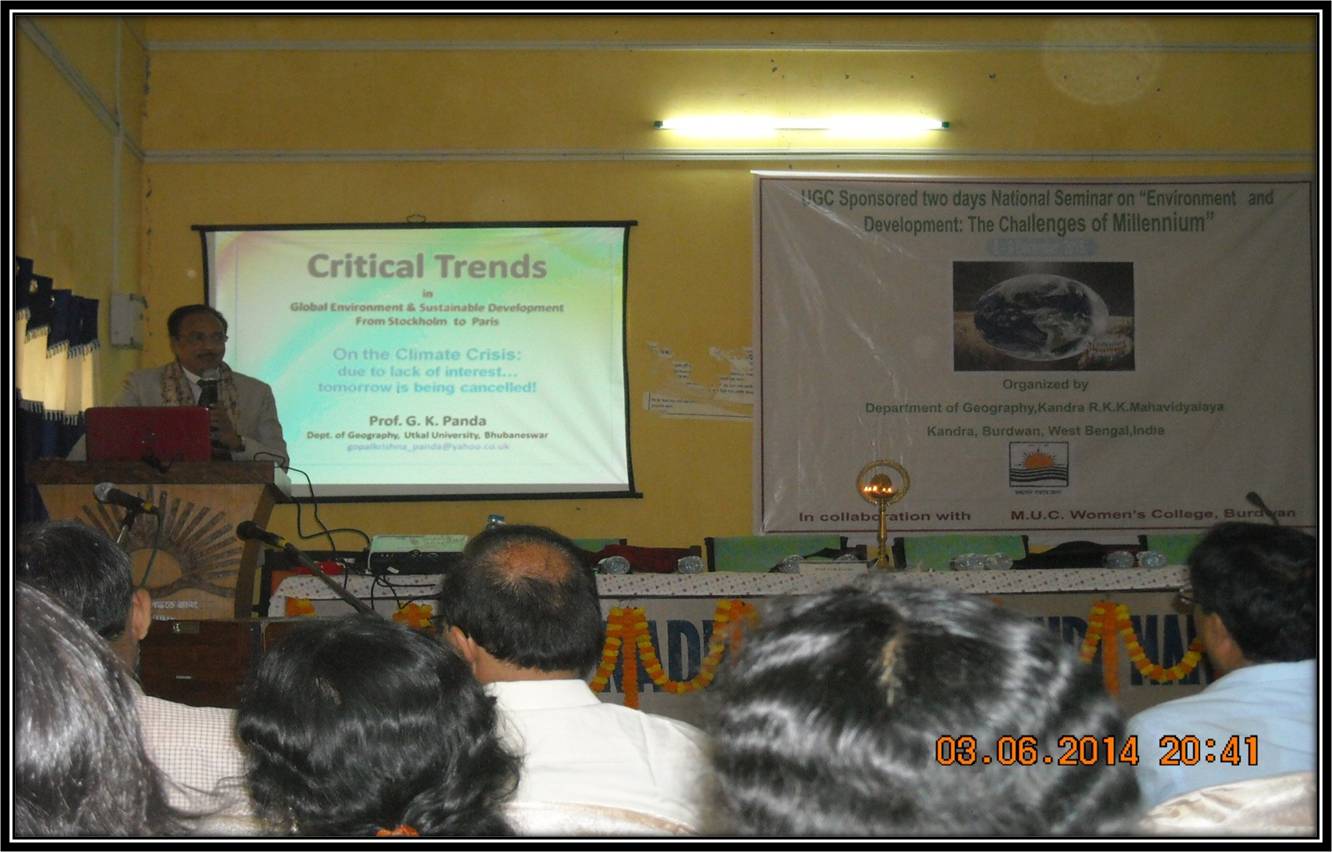 Critical Trends
in
Global Environment & Sustainable Development
From Stockholm to Paris
On the Climate Crisis:
due to lack of interest...
tomorrow is being cancelled!
Prof. G. K. Panda
Dept. of Geography, Utkal University, Bhubaneswar
gopalkrishna_panda@yahoo.co.uk
UGC Sponsored two days National Seminar on “Environment and
Development: The Challenges of Millennium”
Organized by
Department of Geography,Kandra R.K.K.Mahavidyalaya
Kandra, Burdwan, West Bengal,India
In collaboration with M.U.C. Women's College, Burdwan
03.06.2014 20:41